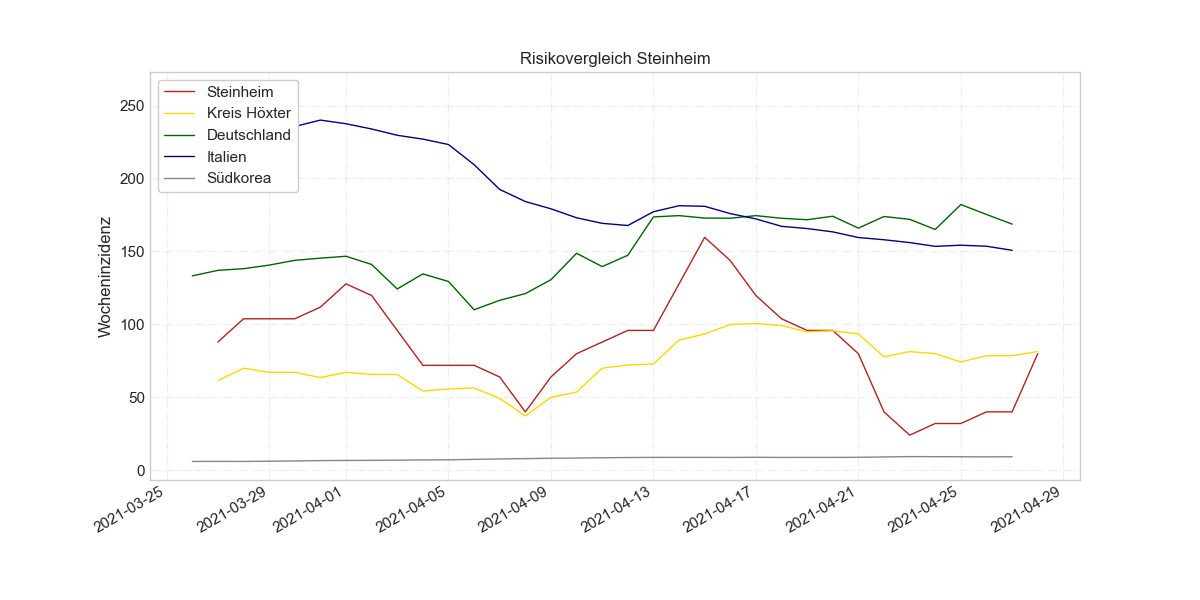 Risikovergleich Steinheim
Steinheim
Kreis Höxter
Deutschland
Italien
Südkorea
Wocheninzidenz
250
200
150
100
50
0
2021-03-25
2021-03-29
2021-04-01
2021-04-05
2021-04-09
2021-04-13
2021-04-17
2021-04-21
2021-04-25
2021-04-29